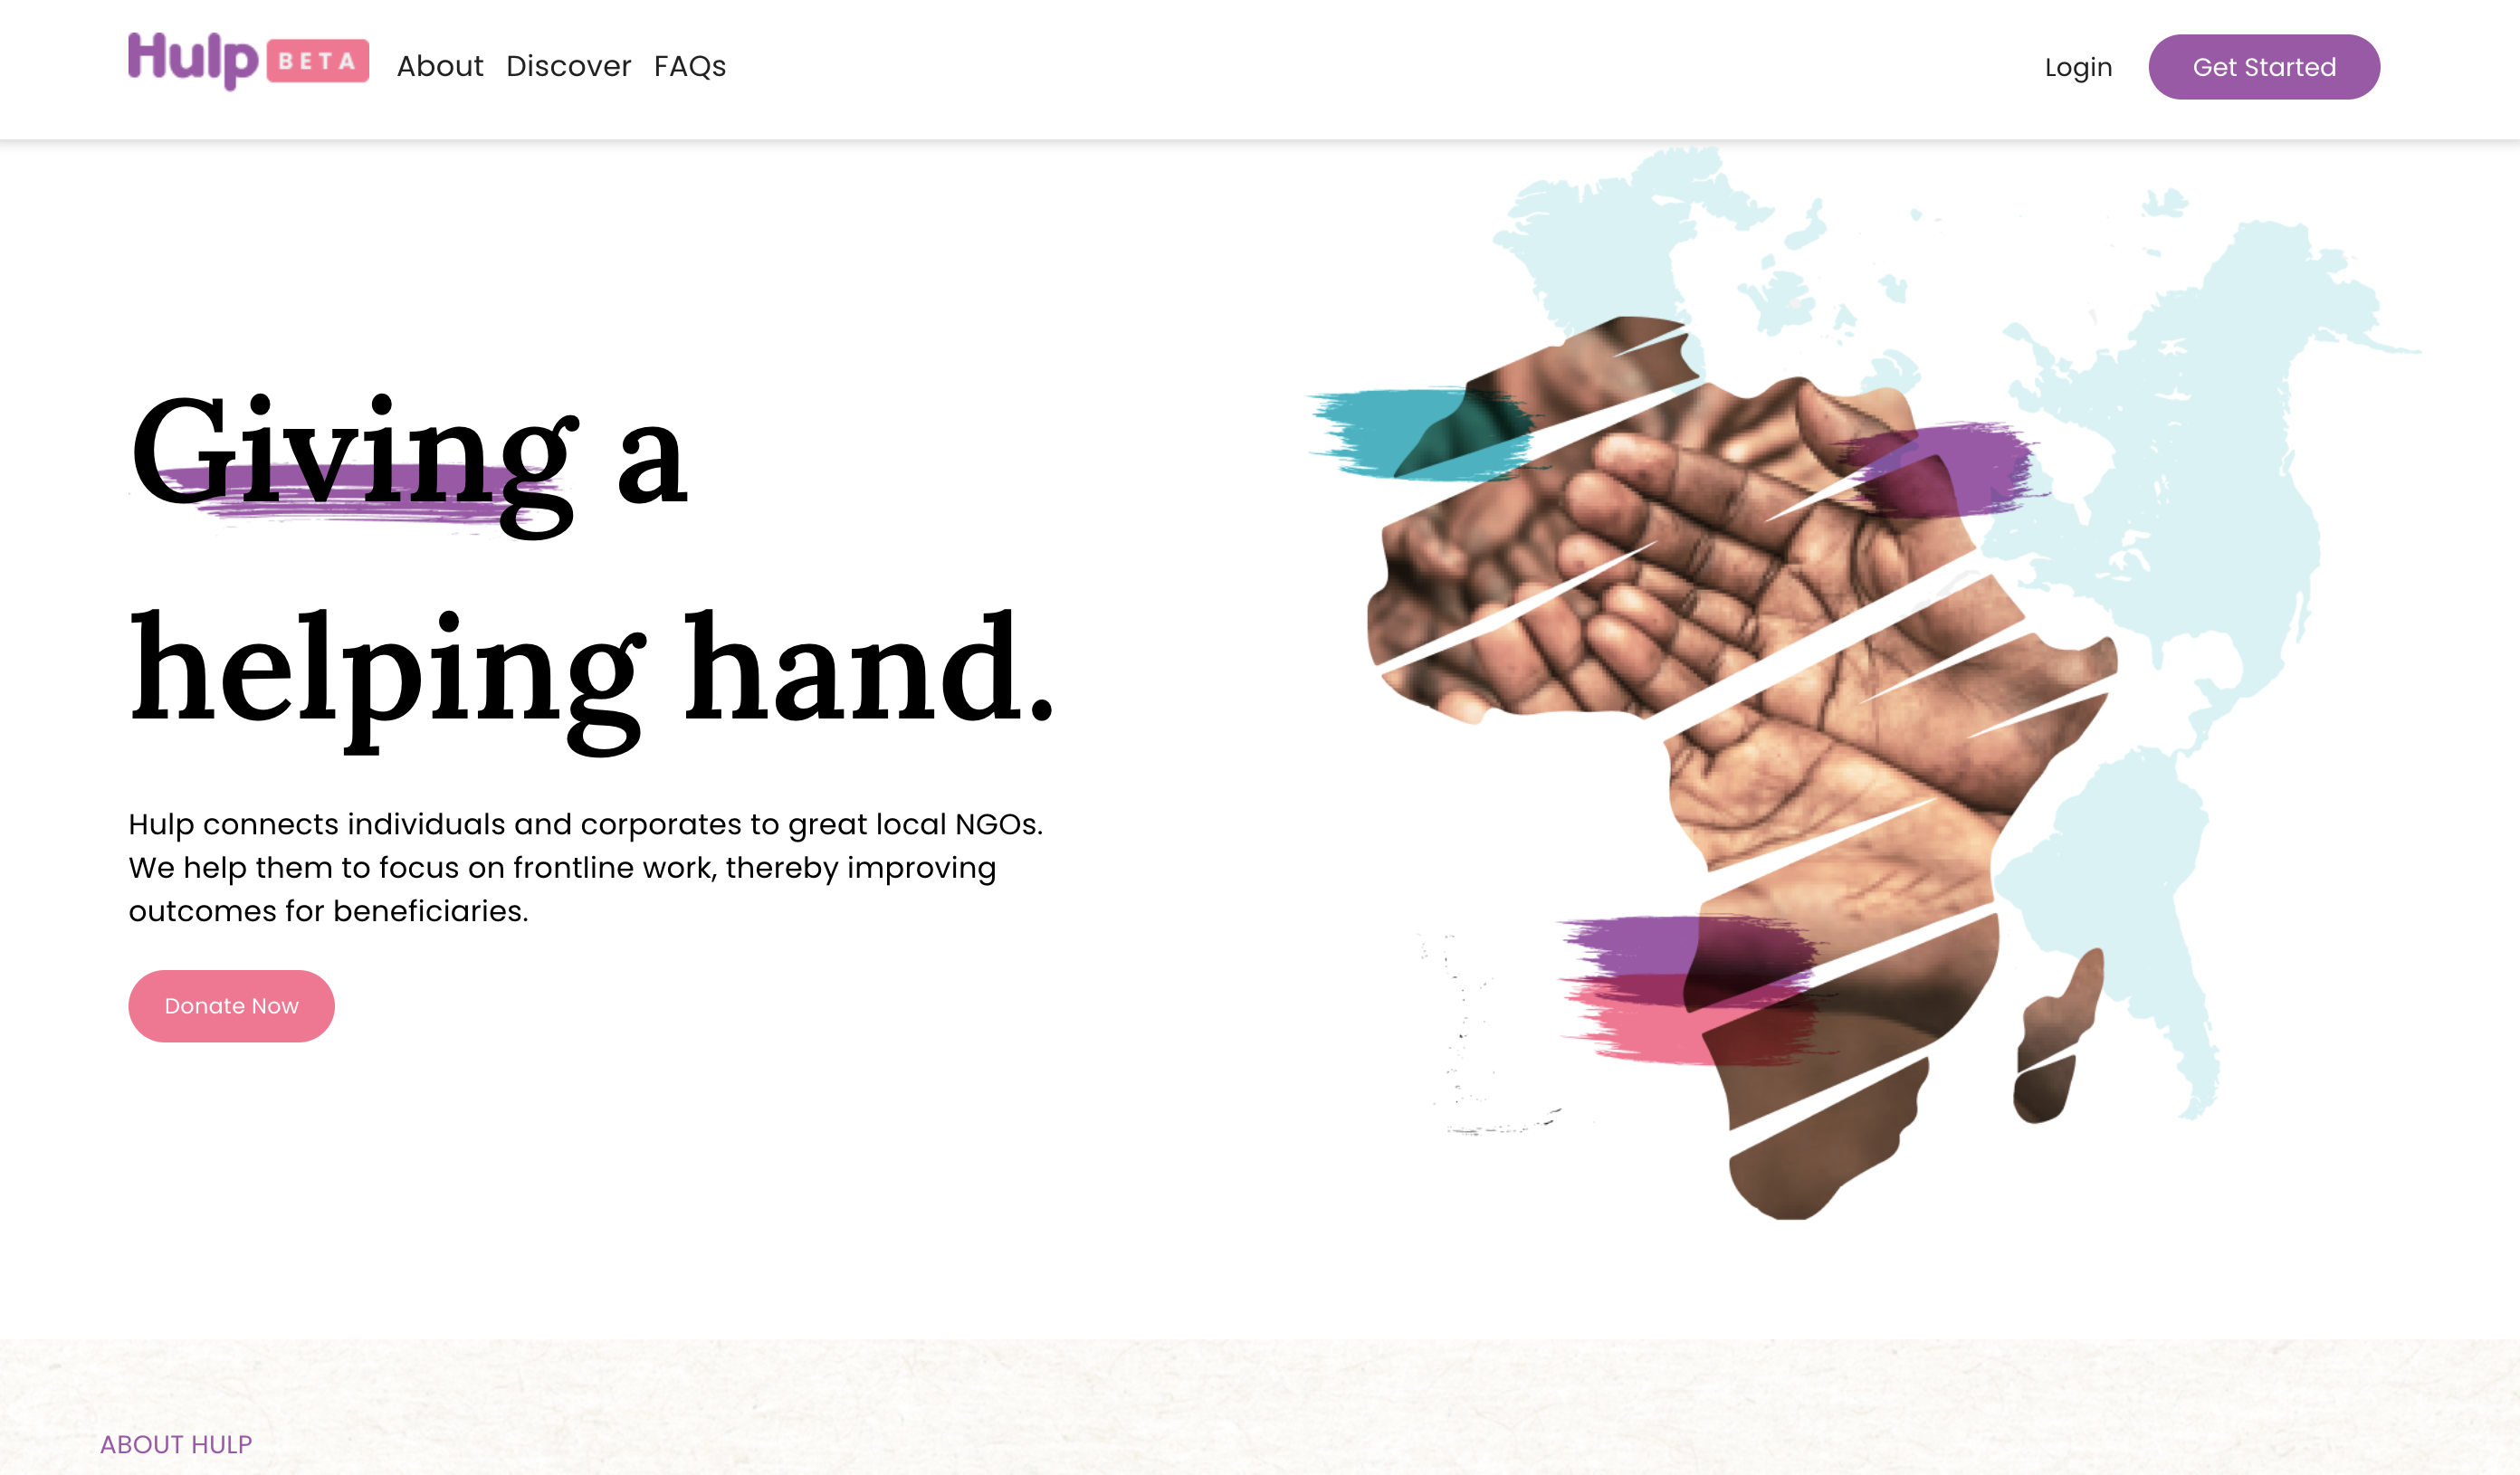 Hulp BETA About Discover FAQs Login Get Started
Giving a
helping hand.
Hulp connects individuals and corporates to great local NGOs.
We help them to focus on frontline work, thereby improving
outcomes for beneficiaries.
Donate Now
ABOUT HULP